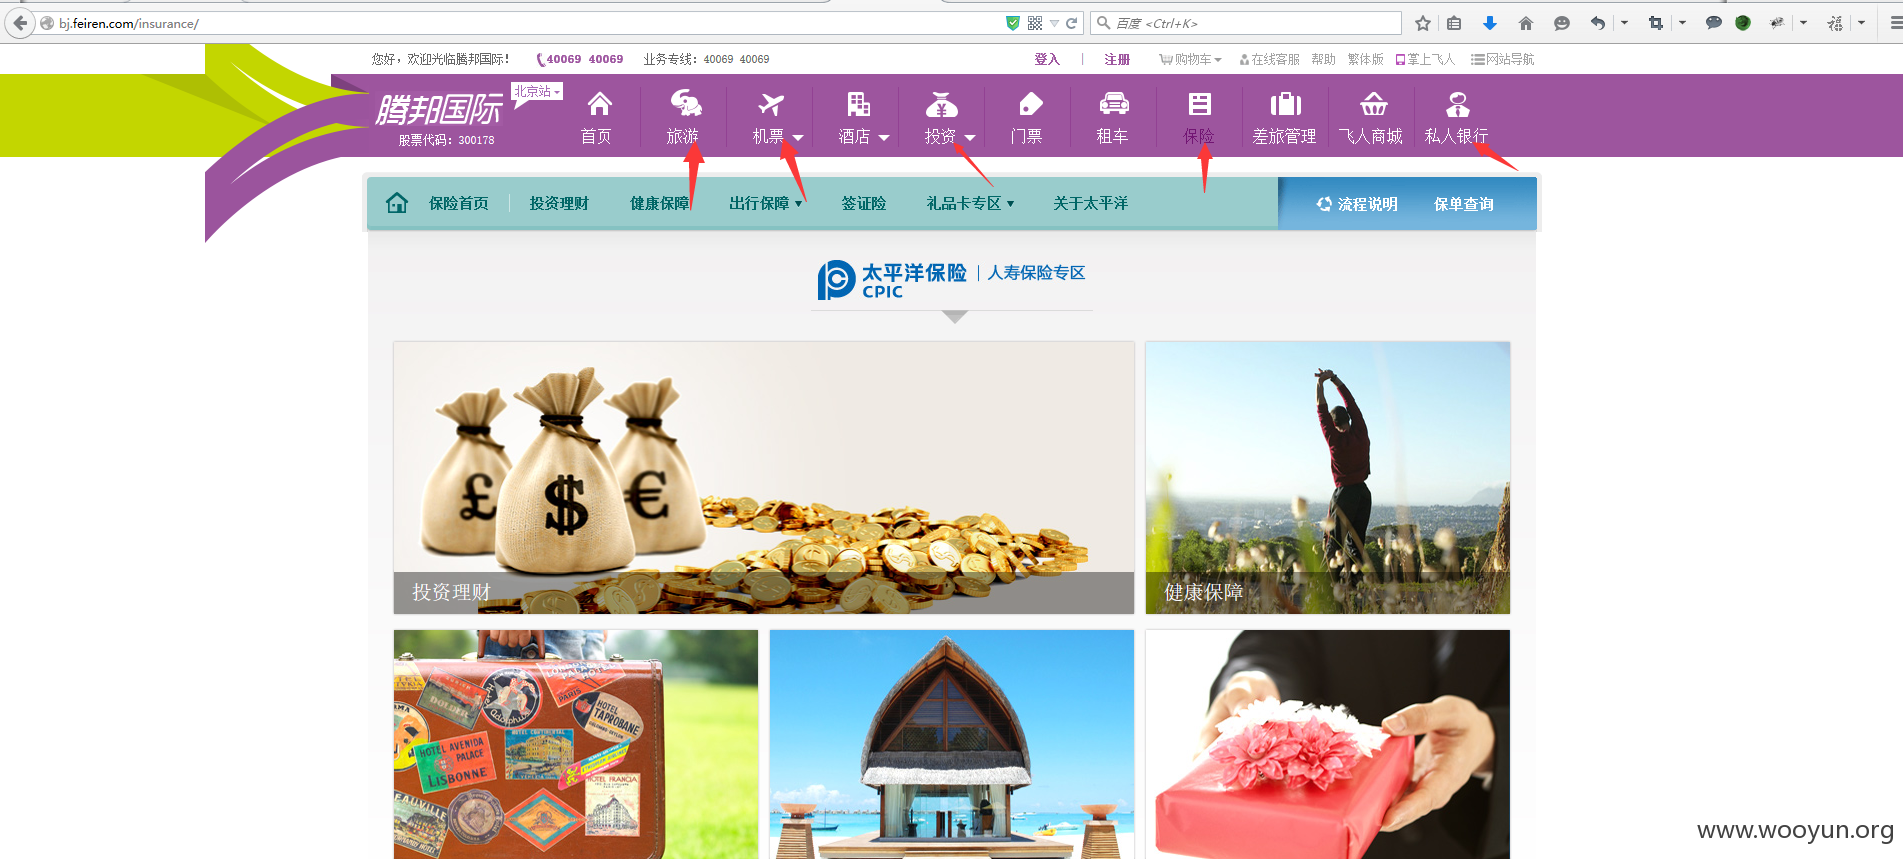 bj.feiren.com/insurance/
百度 <Ctrl+K>
您好，欢迎光临腾邦国际！ 40069 40069 业务专线：40069 40069 登入 | 注册 购物车 在线客服 帮助 繁体版 掌上飞人 网站导航
腾邦国际 北京站
股票代码：300178
首页 旅游 机票 酒店 投资 门票 租车 保险 差旅管理 飞人商城 私人银行
保险首页 投资理财 健康保障 出行保障 签证险 礼品卡专区 关于太平洋 流程说明 保单查询
太平洋保险 | 人寿保险专区
CPIC
£ $ €
投资理财
健康保障
PARIS
HOTEL TAPROBANE
HOTEL CONTINENTAL
HOTEL AVENIDA PALACE
LISBONNE
HOTEL FRANCIA
www.wooyun.org